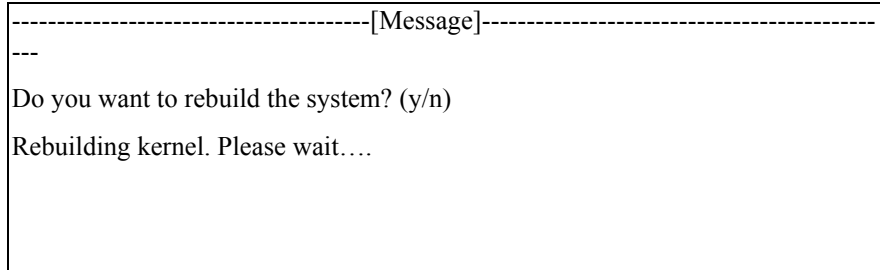 ----------------------------------------[Message]--------------------------------------------
---
Do you want to rebuild the system? (y/n)
Rebuilding kernel. Please wait….